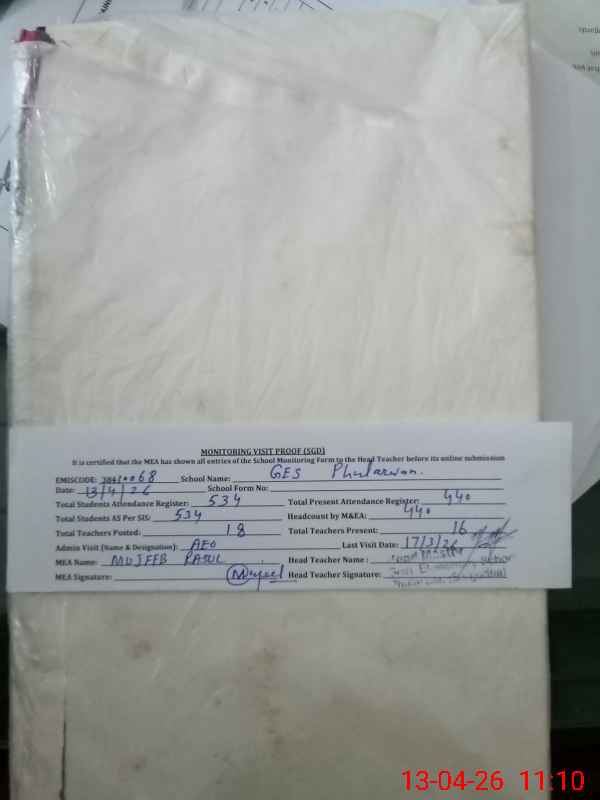 MONITORING VISIT PROOF (SGD)
It is certified that the MEA has shown all entries of the School Monitoring Form to the Head Teacher before its online submission
EMISCODE: 38410068 School Name: GES Phularwan.
Date: 13/4/26 School Form No:
Total Students Attendance Register: 534 Total Present Attendance Register: 440
Total Students AS Per SIS: 534 Headcount by M&EA: 440
Total Teachers Posted: 18 Total Teachers Present: 16
Admin Visit (Name & Designation): AEO Last Visit Date: 17/3/26
MEA Name: MUJEEB RASUL Head Teacher Name:
MEA Signature: Mujeeb Head Teacher Signature:
13-04-26 11:10